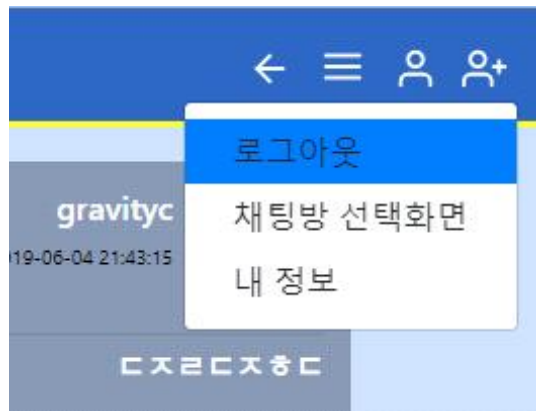 로그아웃
gravityc
채팅방 선택화면
19-06-04 21:43:15
내 정보
ㄷㅈㄹㄷㅈㅎㄷ